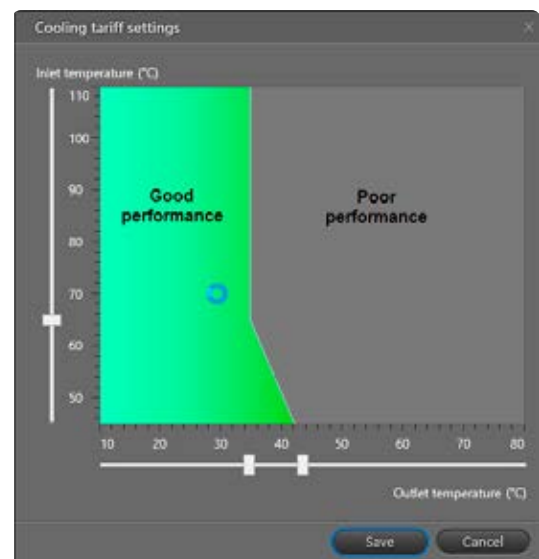 Cooling tariff settings
Inlet temperature (°C)
110
100
90
80
70
60
50
Good
performance
Poor
performance
10 20 30 40 50 60 70 80
Outlet temperature (°C)
Save Cancel